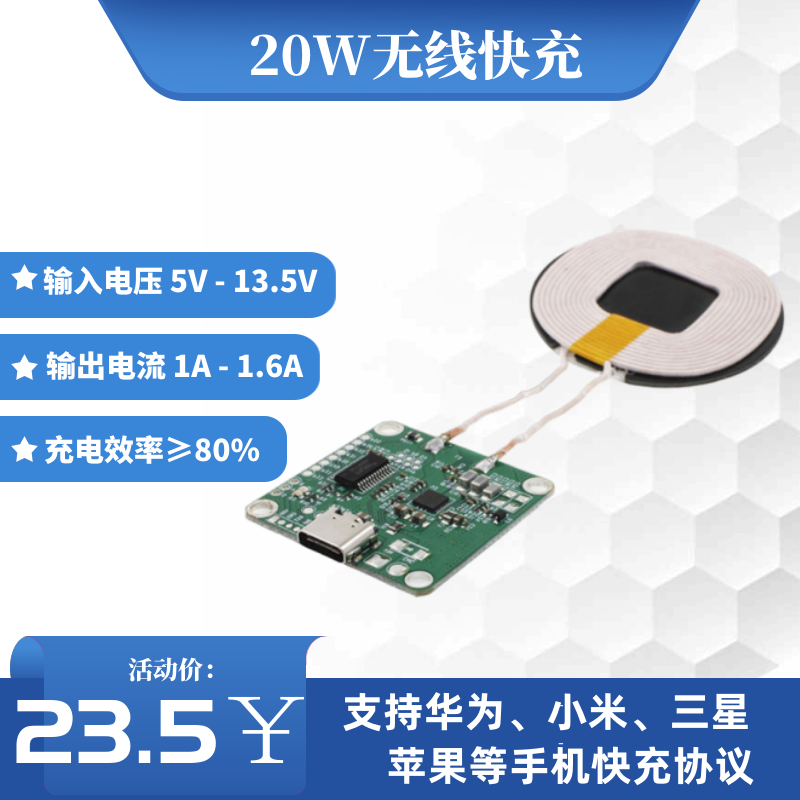 20W无线快充
输入电压 5V - 13.5V
输出电流 1A - 1.6A
充电效率≥80%
活动价：
23.5¥
支持华为、小米、三星
苹果等手机快充协议